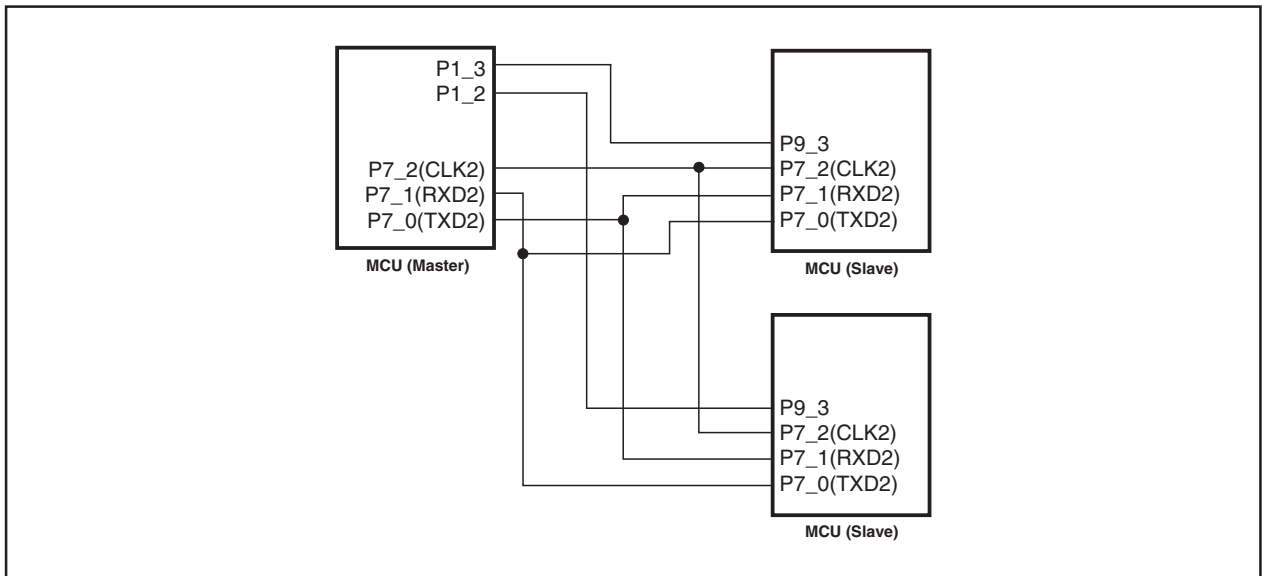 P1_3
P1_2
P7_2(CLK2)
P7_1(RXD2)
P7_0(TXD2)
MCU (Master)
P9_3
P7_2(CLK2)
P7_1(RXD2)
P7_0(TXD2)
MCU (Slave)
P9_3
P7_2(CLK2)
P7_1(RXD2)
P7_0(TXD2)
MCU (Slave)